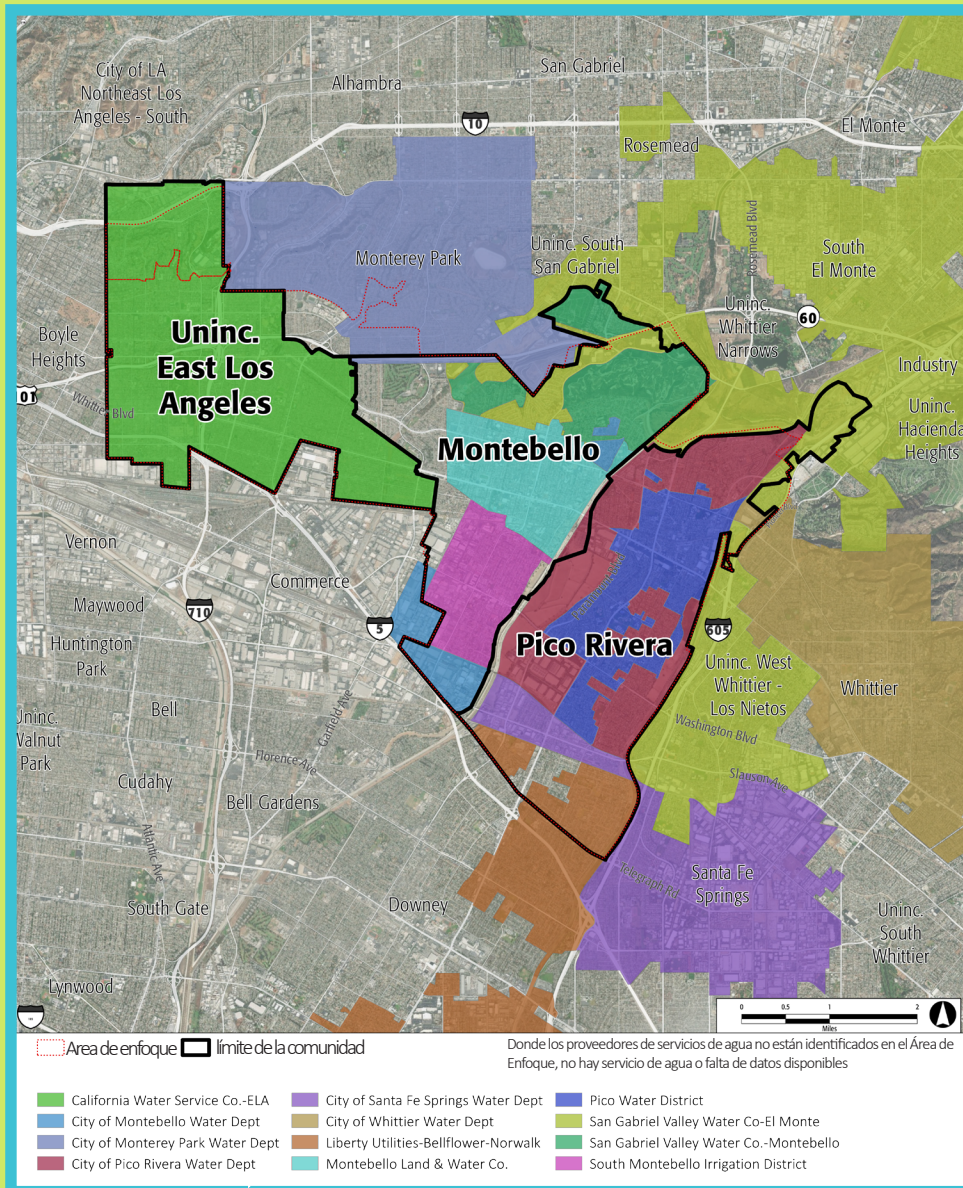 City of LA
Northeast Los
Angeles - South
Alhambra
San Gabriel
10
El Monte
Rosemead
Rosemead Blvd
Monterey Park
Uninc. South
San Gabriel
South
El Monte
Boyle
Heights
Uninc.
East Los
Angeles
Uninc.
Whittier
Narrows
60
Industry
01
Whittier Blvd
Uninc.
Hacienda
Heights
Montebello
Vernon
Commerce
Maywood
710
5
Huntington
Park
Pico Rivera
605
Uninc. West
Whittier -
Los Nietos
Whittier
Bell
Garfield Ave
Washington Blvd
Uninc.
Walnut
Park
Florence Ave
Slauson Ave
Cudahy
Bell Gardens
Atlantic Ave
Telegraph Rd
Santa Fe
Springs
South Gate
Downey
Uninc.
South
Whittier
Lynwood
0 0.5 1 2
Miles
Area de enfoque
límite de la comunidad
Donde los proveedores de servicios de agua no están identificados en el Área de
Enfoque, no hay servicio de agua o falta de datos disponibles
California Water Service Co.-ELA
City of Montebello Water Dept
City of Monterey Park Water Dept
City of Pico Rivera Water Dept
City of Santa Fe Springs Water Dept
City of Whittier Water Dept
Liberty Utilities-Bellflower-Norwalk
Montebello Land & Water Co.
Pico Water District
San Gabriel Valley Water Co-El Monte
San Gabriel Valley Water Co.-Montebello
South Montebello Irrigation District